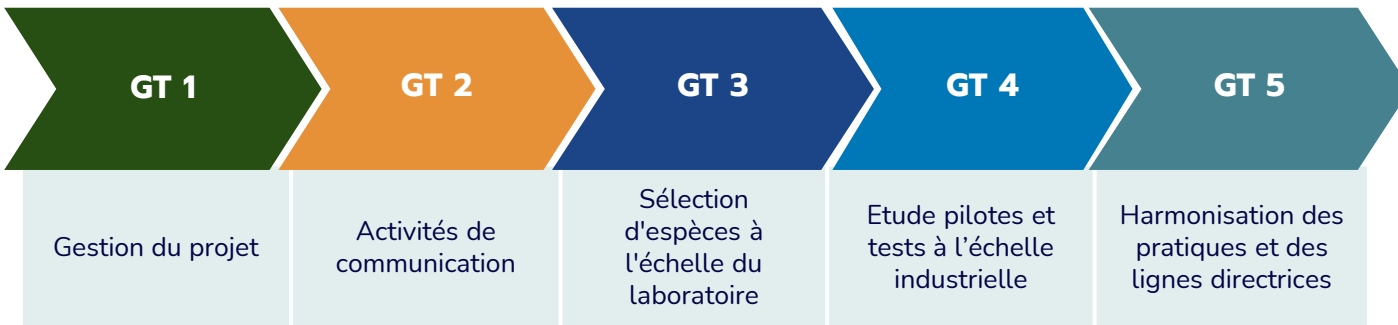 GT 1
GT 2
GT 3
GT 4
GT 5
Gestion du projet
Activités de
communication
Sélection
d'espèces à
l'échelle du
laboratoire
Etude pilotes et
tests à l’échelle
industrielle
Harmonisation des
pratiques et des
lignes directrices